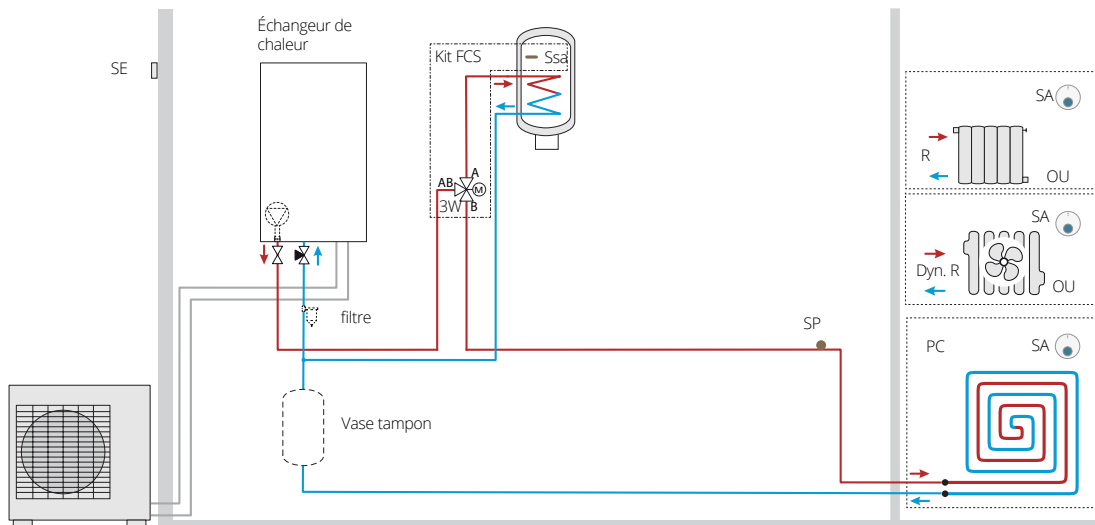 Échangeur de
chaleur
SE
Kit FCS
Ssa
A
AB
M
3W
B
filtre
Vase tampon
SP
SA
R
OU
SA
Dyn. R
OU
PC
SA